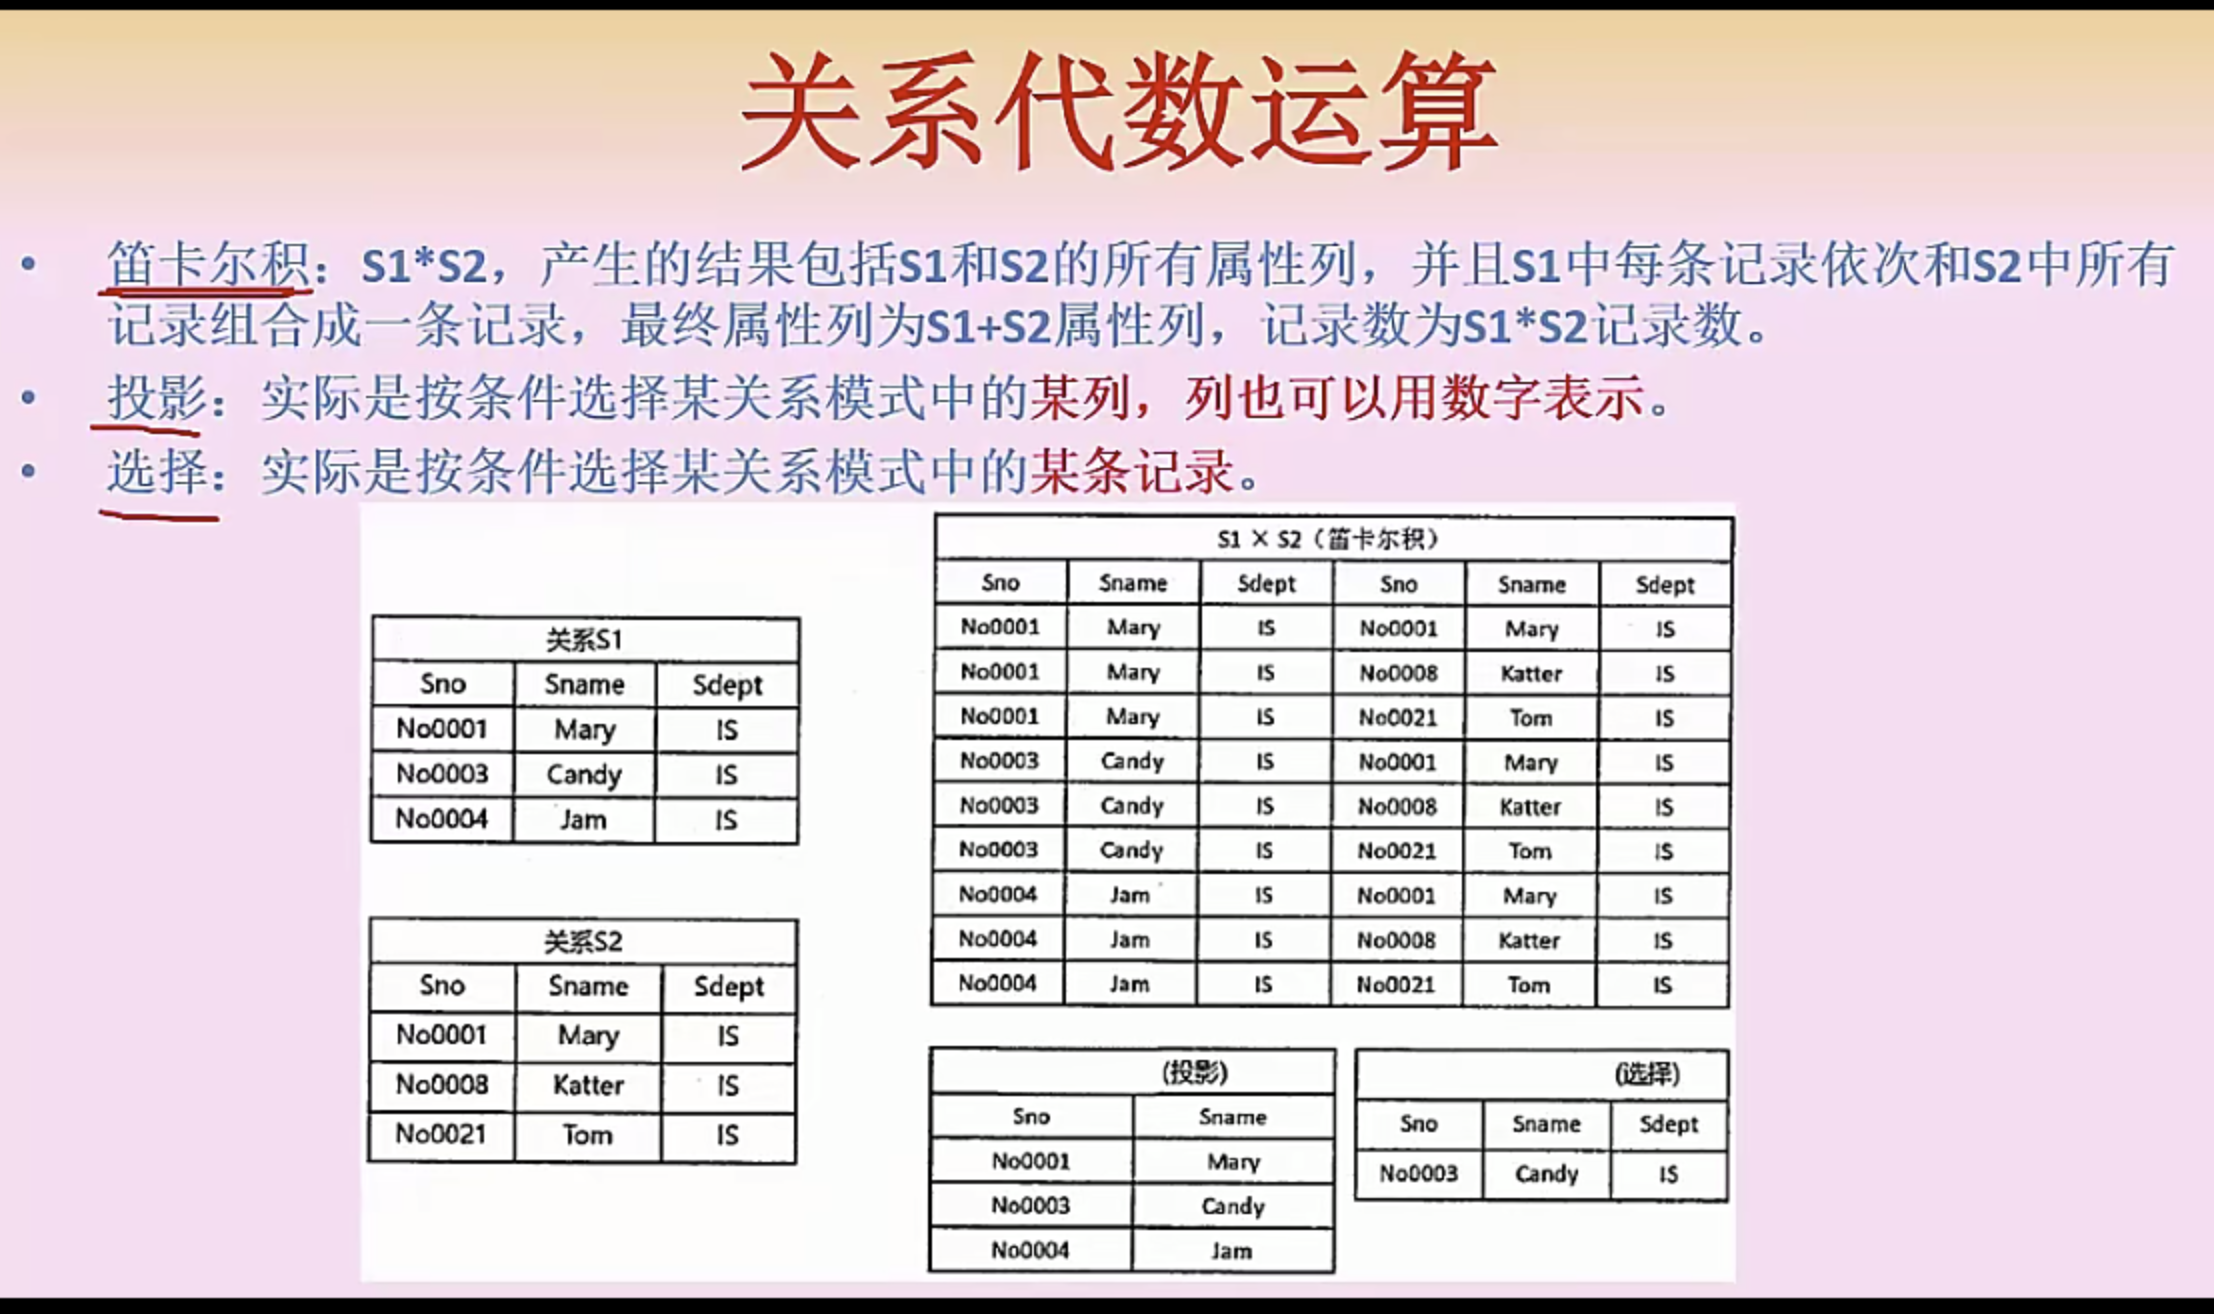 关系代数运算
• 笛卡尔积：S1*S2，产生的结果包括S1和S2的所有属性列，并且S1中每条记录依次和S2中所有
记录组合成一条记录，最终属性列为S1+S2属性列，记录数为S1*S2记录数。
• 投影：实际是按条件选择某关系模式中的某列，列也可以用数字表示。
• 选择：实际是按条件选择某关系模式中的某条记录。
关系S1
Sno Sname Sdept
No0001 Mary IS
No0003 Candy IS
No0004 Jam IS
关系S2
Sno Sname Sdept
No0001 Mary IS
No0008 Katter IS
No0021 Tom IS
S1 × S2（笛卡尔积）
Sno Sname Sdept Sno Sname Sdept
No0001 Mary IS No0001 Mary IS
No0001 Mary IS No0008 Katter IS
No0001 Mary IS No0021 Tom IS
No0003 Candy IS No0001 Mary IS
No0003 Candy IS No0008 Katter IS
No0003 Candy IS No0021 Tom IS
No0004 Jam IS No0001 Mary IS
No0004 Jam IS No0008 Katter IS
No0004 Jam IS No0021 Tom IS
(投影)
Sno Sname
No0001 Mary
No0003 Candy
No0004 Jam
(选择)
Sno Sname Sdept
No0003 Candy IS